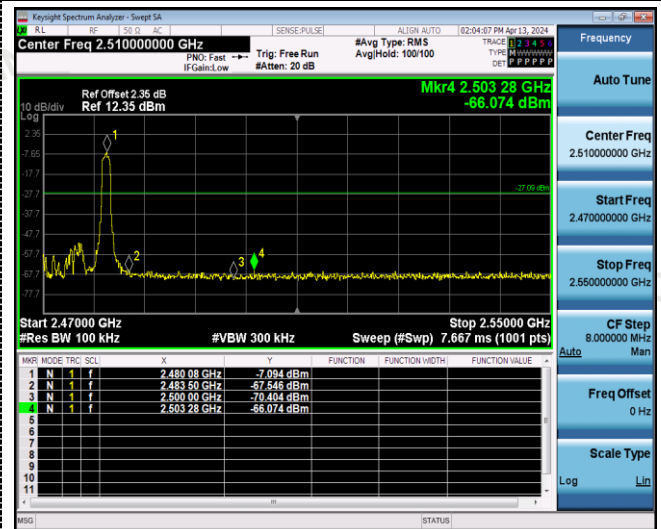 Keysight Spectrum Analyzer - Swept SA
RL RF 50 Ω AC SENSE:PULSE ALIGN AUTO 02:04:07 PM Apr 13, 2024
Center Freq 2.510000000 GHz
PNO: Fast
IFGain:Low
Trig: Free Run
#Atten: 20 dB
#Avg Type: RMS
Avg|Hold: 100/100
TRACE 1 2 3 4 5 6
TYPE M W W W W W
DET P P P P P P
Frequency
Mkr4 2.503 28 GHz
-66.074 dBm
Ref Offset 2.35 dB
Ref 12.35 dBm
10 dB/div
Log
2.35
-7.65
-17.7
-27.7
-37.7
-47.7
-57.7
-67.7
-77.7
1
2
3
4
-27.09 dBm
Start 2.47000 GHz Stop 2.55000 GHz
#Res BW 100 kHz #VBW 300 kHz Sweep (#Swp) 7.667 ms (1001 pts)
MKR MODE TRC SCL X Y FUNCTION FUNCTION WIDTH FUNCTION VALUE
1 N 1 f 2.480 08 GHz -7.094 dBm
2 N 1 f 2.483 50 GHz -67.546 dBm
3 N 1 f 2.500 00 GHz -70.404 dBm
4 N 1 f 2.503 28 GHz -66.074 dBm
5
6
7
8
9
10
11
MSG STATUS
Auto Tune
Center Freq
2.510000000 GHz
Start Freq
2.470000000 GHz
Stop Freq
2.550000000 GHz
CF Step
8.000000 MHz
Auto Man
Freq Offset
0 Hz
Scale Type
Log Lin